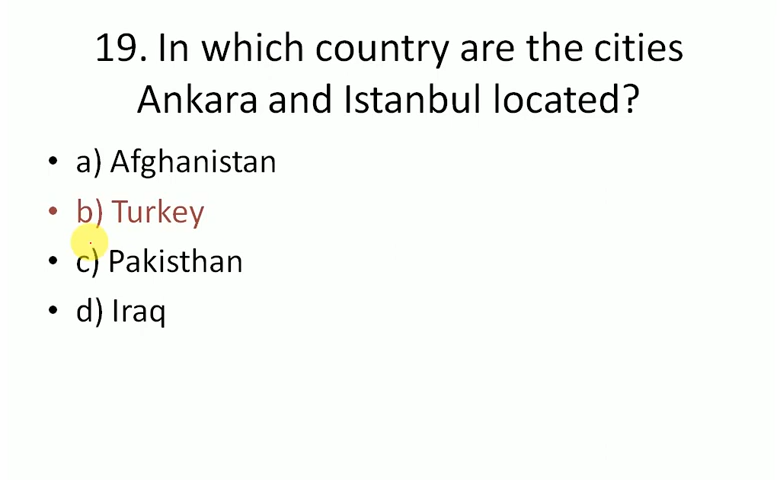 19. In which country are the cities
Ankara and Istanbul located?
• a) Afghanistan
• b) Turkey
• c) Pakisthan
• d) Iraq